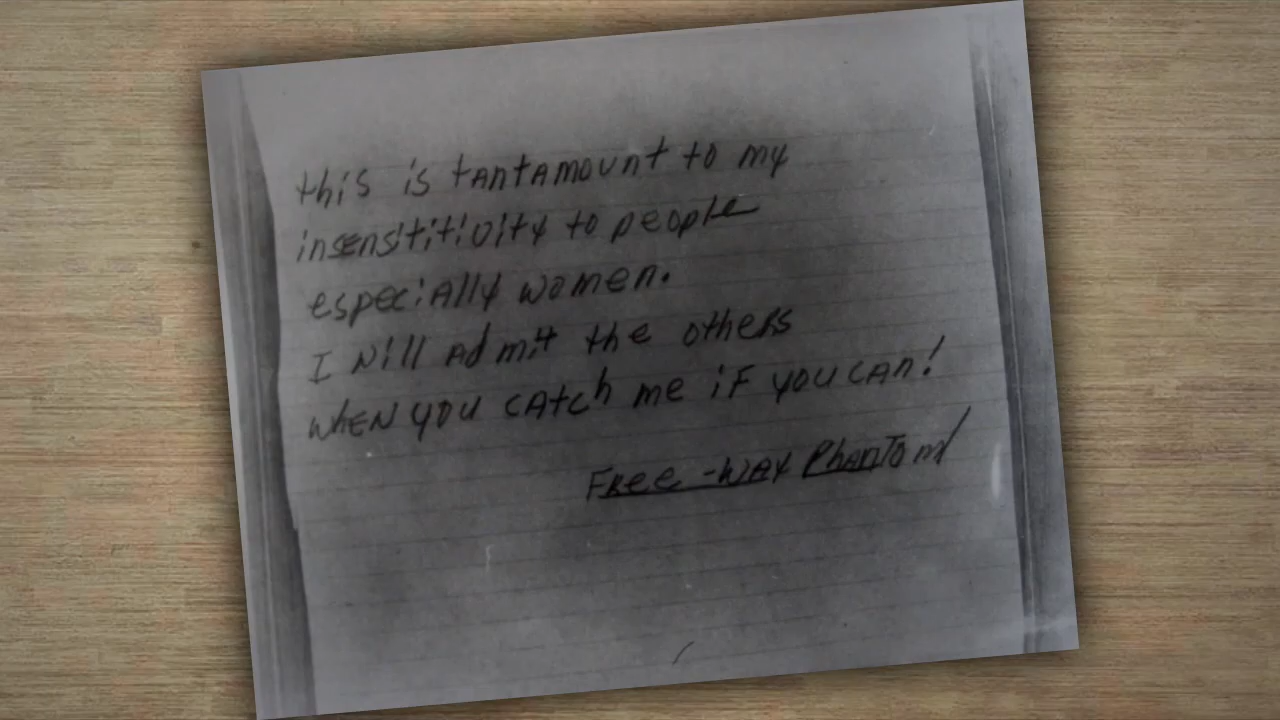 this is tantamount to my
insensititivity to people
especially women.
I will admit the others
when you catch me if you can!
Free-way Phantom